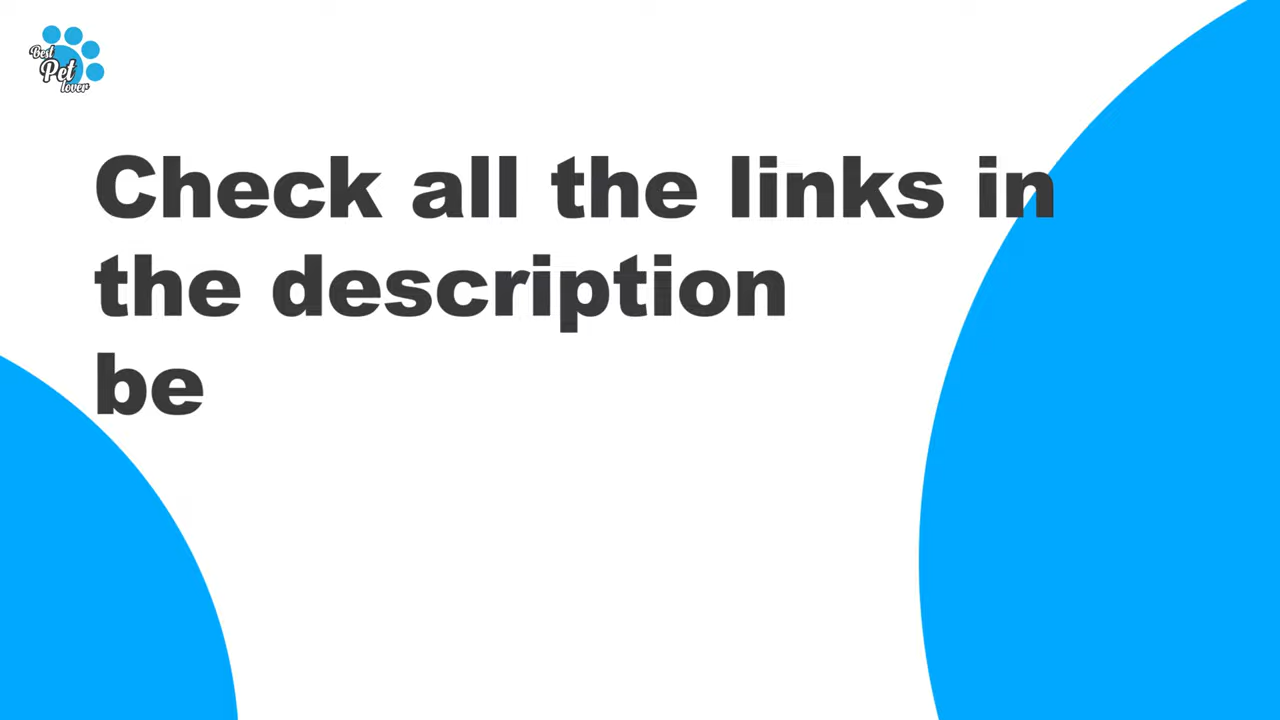 Best
Pet
lover
Check all the links in
the description
be